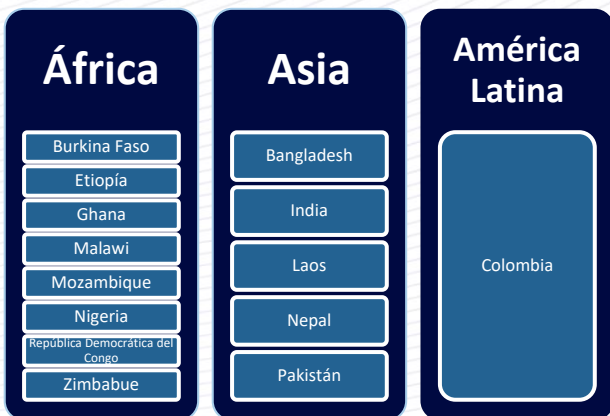 África
Burkina Faso
Etiopía
Ghana
Malawi
Mozambique
Nigeria
República Democrática del
Congo
Zimbabue
Asia
Bangladesh
India
Laos
Nepal
Pakistán
América
Latina
Colombia